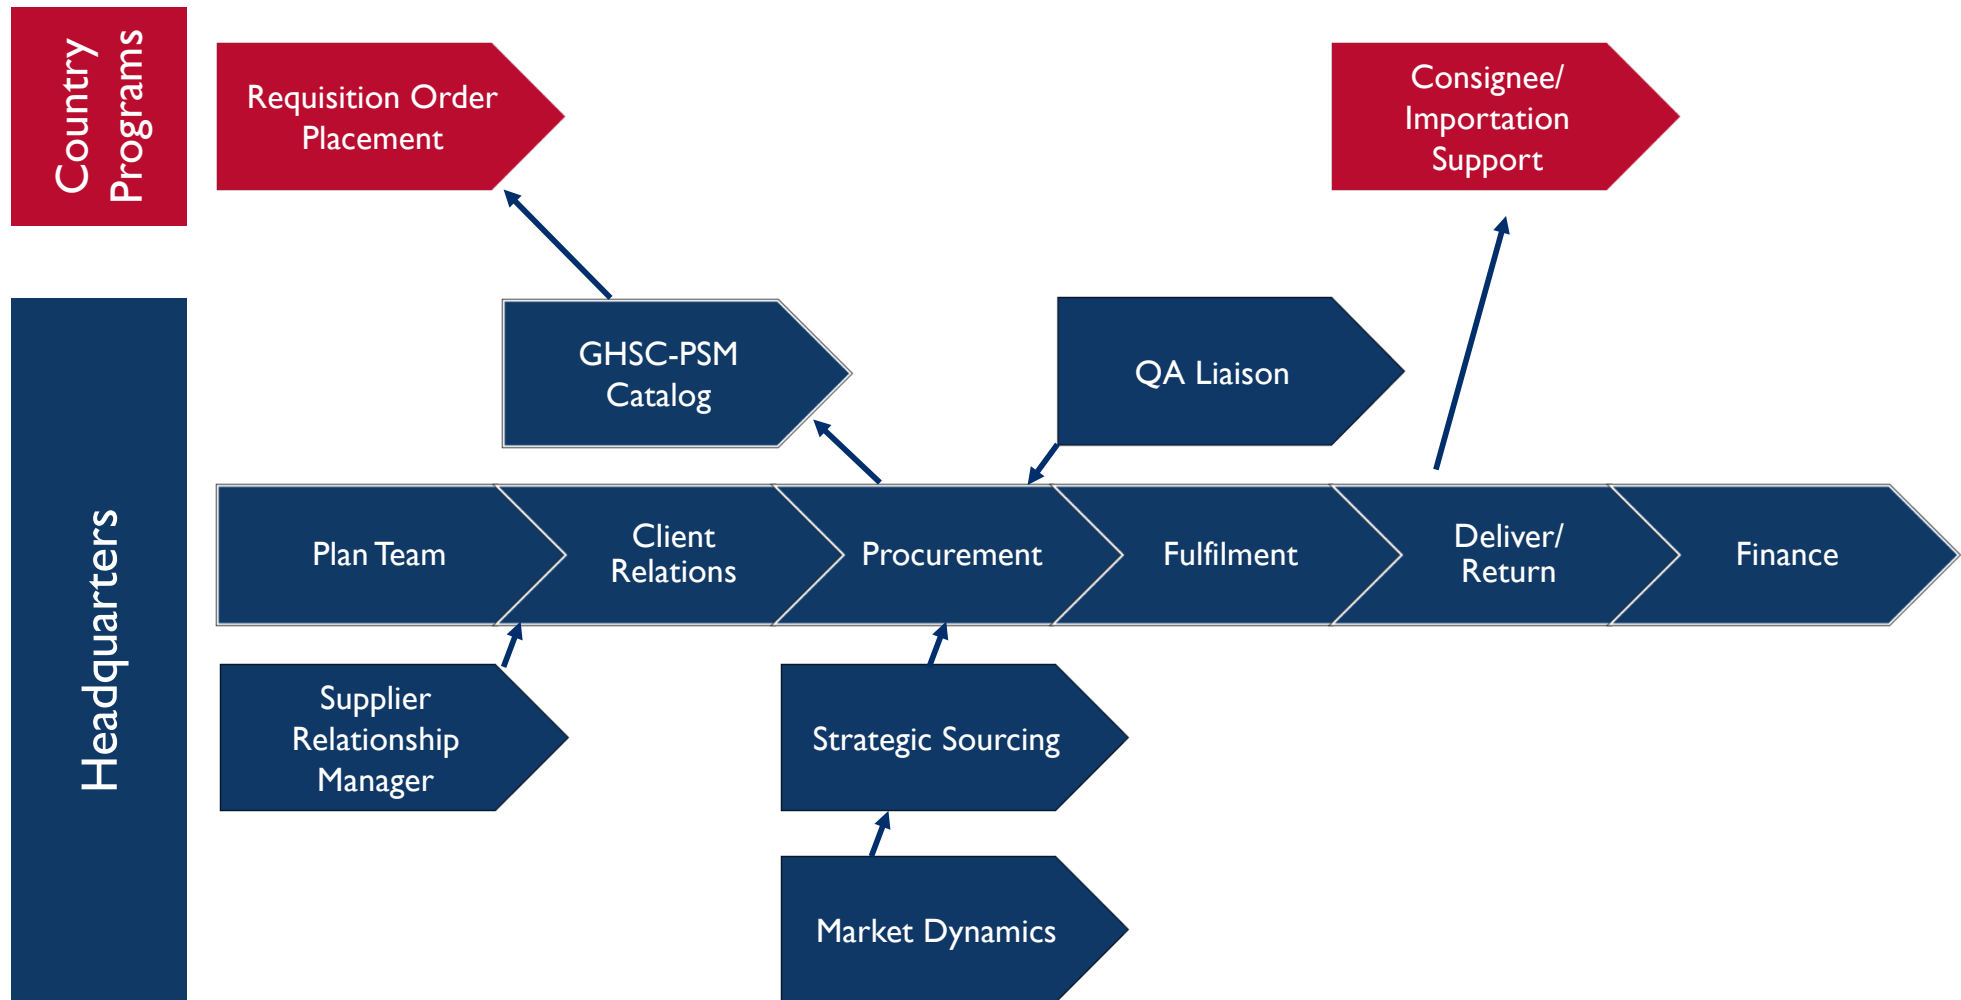 Country
Programs
Requisition Order
Placement
Consignee/
Importation
Support
Headquarters
GHSC-PSM
Catalog
QA Liaison
Plan Team
Client
Relations
Procurement
Fulfilment
Deliver/
Return
Finance
Supplier
Relationship
Manager
Strategic Sourcing
Market Dynamics